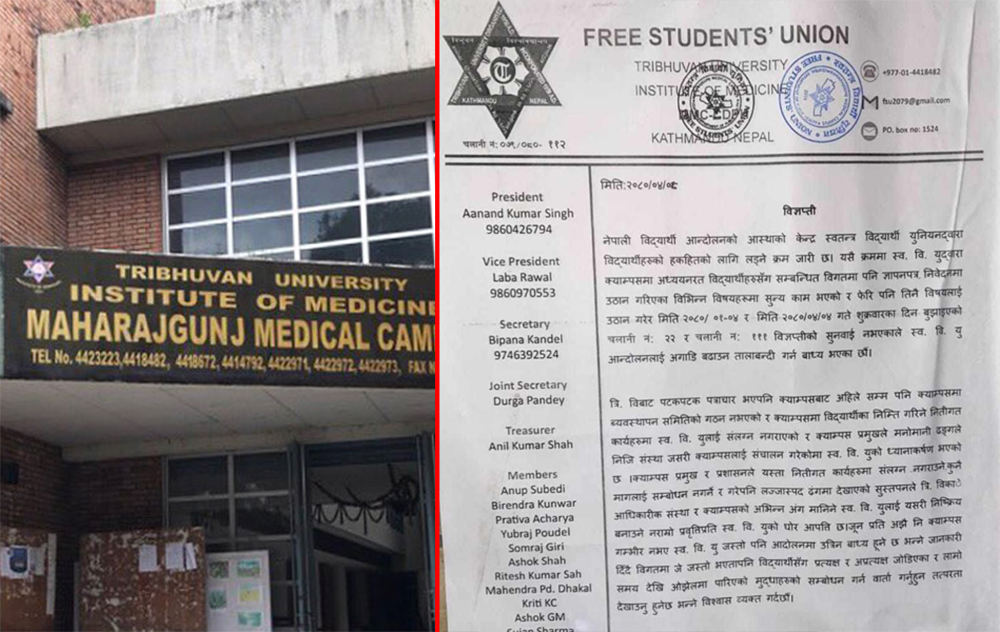 TRIBHUVAN UNIVERSITY
INSTITUTE OF MEDICINE
MAHARAJGUNJ MEDICAL CAM
TEL No. 4423223, 4418482, 4418672, 4414792, 4422971, 4422972, 4422973, FAX N
FREE STUDENTS' UNION
TRIBHUVAN UNIVERSITY
INSTITUTE OF MEDICINE
KATHMANDU NEPAL
KATHMANDU NEPAL
FREE STUDENTS UNION
+977-01-4418482
fsu2079@gmail.com
PO. box no: 1524
चलानी नं: ०७९/०८०- ११२
President
Aanand Kumar Singh
9860426794
Vice President
Laba Rawal
9860970553
Secretary
Bipana Kandel
9746392524
Joint Secretary
Durga Pandey
Treasurer
Anil Kumar Shah
Members
Anup Subedi
Birendra Kunwar
Prativa Acharya
Yubraj Poudel
Somraj Giri
Ashok Shah
Ritesh Kumar Sah
Mahendra Pd. Dhakal
Kriti KC
Ashok GM
Sujan Sharma
मिति:२०८०/०४/०८
विज्ञप्ती
नेपाली विद्यार्थी आन्दोलनको आस्थाको केन्द्र स्वतन्त्र विद्यार्थी युनियनद्वारा
विद्यार्थीहरुको हकहितको लागि लड्ने क्रम जारी छ। यसै क्रममा स्व. वि. युद्वारा
क्याम्पसमा अध्ययनरत विद्यार्थीहरुसँग सम्बन्धित विगतमा पनि ज्ञापनपत्र, निवेदनमा
उठान गरिएका विभिन्न विषयहरुमा सुन्य काम भएको र फेरि पनि तिनै विषयलाई
उठान गरेर मिति २०८०/ ०१-०४ र मिति २०८०/०४/०४ गते शुक्रवारका दिन बुझाइएको
चलानी नं: २२ र चलानी नं: १११ विज्ञप्तीको सुनवाई नभएकाले स्व. वि. यु
आन्दोलनलाई अगाडि बढाउन तालाबन्दी गर्न बाध्य भएका छौं।
त्रि. विबाट पटकपटक पत्राचार भएपनि क्याम्पसबाट अहिले सम्म पनि क्याम्पसमा
ब्यवस्थापन समितिको गठन नभएको र क्याम्पसमा विद्यार्थीका निम्ति गरिने नितीगत
कार्यहरुमा स्व. वि. युलाई संलग्न नगराएको र क्याम्पस प्रमुखले मनोमानी ढङ्गले
निजि संस्था जसरी क्याम्पसलाई संचालन गरेकोमा स्व. वि. युको ध्यानाकर्षण भएको
छ ।क्याम्पस प्रमुख र प्रशासनले यस्ता नितीगत कार्यहरुमा संलग्न नगराउने कुनै
मागलाई सम्बोधन नगर्ने र गरेपनि लज्जास्पद ढंगमा देखाएको सुस्तपनले त्रि. विका
आधिकारीक संस्था र क्याम्पसको अभिन्न अंग मानिने स्व. वि. युलाई यसरी निष्क्रिय
बनाउने नराम्रो प्रवृत्तिप्रति स्व. वि. युको घोर आपति छ।जून प्रति अझै नि क्याम्पस
गम्भीर नभए स्व. वि. यु जस्तो पनि आदोलनमा उत्रिन बाध्य हूने छ भन्ने जानकारी
दिँदै विगतमा जे जस्तो भएतापनि विद्यार्थीसँग प्रत्यक्ष र अप्रत्यक्ष जोडिएका र लामो
समय देखि ओझेलमा पारिएको मुद्धाहरुको सम्बोधन गर्न वार्ता गर्नुहुन तत्परता
देखाउनु हुनेछ भन्ने विश्वास व्यक्त गर्दछौं।